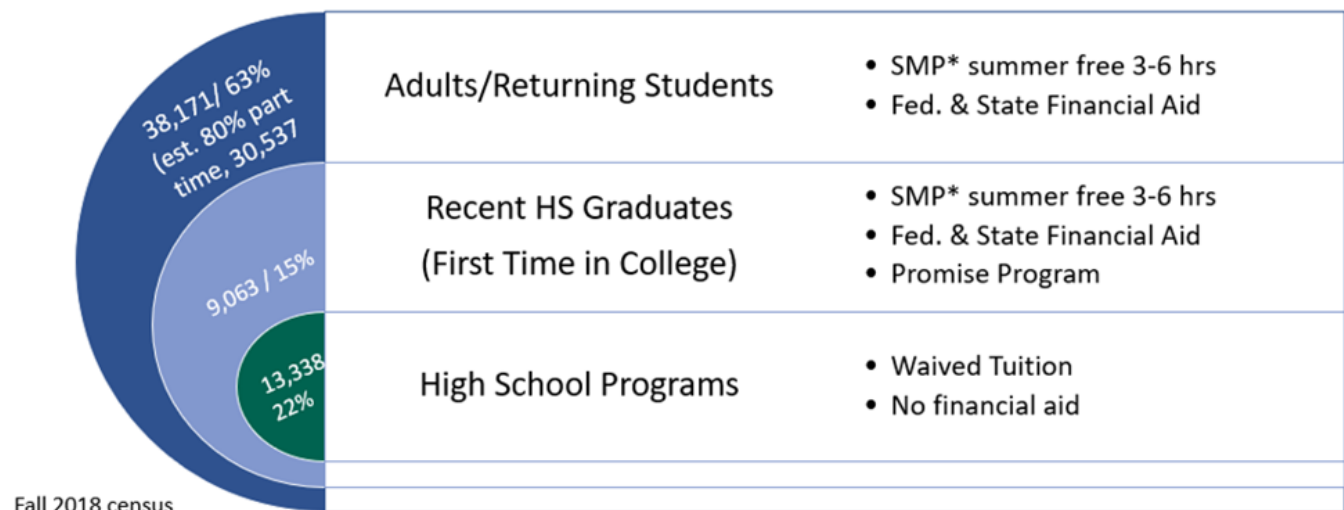 38,171/ 63%
(est. 80% part
time, 30,537
Adults/Returning Students
• SMP* summer free 3-6 hrs
• Fed. & State Financial Aid
9,063 / 15%
Recent HS Graduates
(First Time in College)
• SMP* summer free 3-6 hrs
• Fed. & State Financial Aid
• Promise Program
13,338
22%
High School Programs
• Waived Tuition
• No financial aid
Fall 2018 census